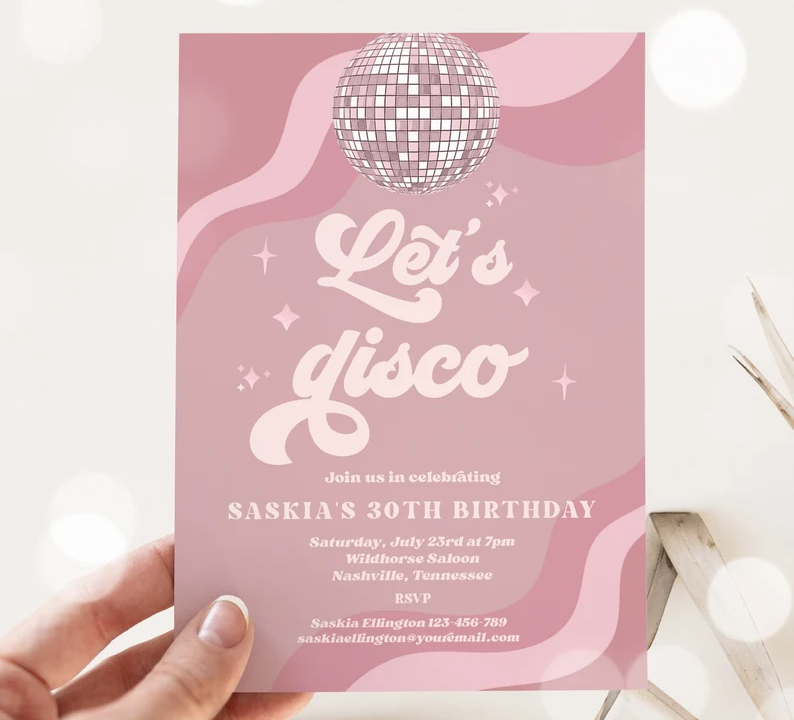 Let's
disco
Join us in celebrating
SASKIA'S 30TH BIRTHDAY
Saturday, July 23rd at 7pm
Wildhorse Saloon
Nashville, Tennessee
RSVP
Saskia Ellington 123-456-789
saskiaellington@youremail.com